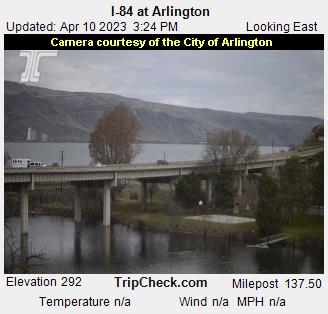 I-84 at Arlington
Updated: Apr 10 2023 3:24 PM Looking East
Camera courtesy of the City of Arlington
Elevation 292 TripCheck.com Milepost 137.50
Temperature n/a Wind n/a MPH n/a